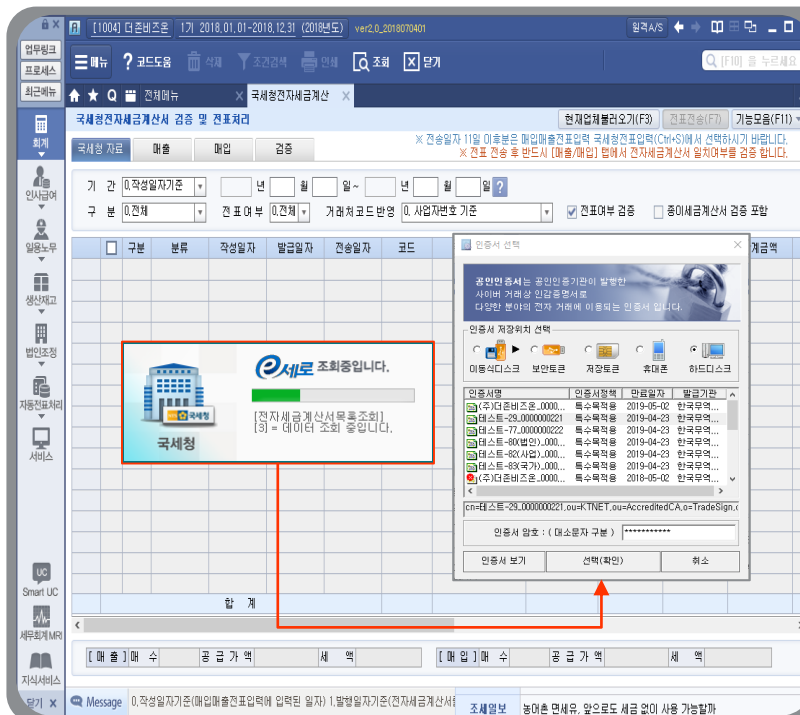 [1004] 더존비즈온 1기 2018.01.01~2018.12.31 (2018년도) ver2.0_2018070401 원격A/S
업무링크
프로세스
최근메뉴
메뉴 ? 코드도움 삭제 조건검색 인쇄 조회 닫기 [F10] 을 누르세요
전체메뉴 × 국세청전자세금계산 ×
국세청전자세금계산서 검증 및 전표처리 현재업체불러오기(F3) 전표전송(F7) 기능모음(F11)
국세청 자료 매출 매입 검증
※ 전송일자 11일 이후분은 매입매출전표입력 국세청전표입력(Ctrl+S)에서 선택하시기 바랍니다.
※ 전표 전송 후 반드시 [매출/매입] 탭에서 전자세금계산서 일치여부를 검증 합니다.
기 간 0.작성일자기준 년 월 일~ 년 월 일 ?
구 분 0.전체 전표여부 0.전체 거래처코드반영 0. 사업자번호 기준 전표여부 검증 종이세금계산서 검증 포함
구분 분류 작성일자 발급일자 전송일자 코드 계금액
회계
인사급여
일용노무
생산재고
법인조정
자동전표처리
서비스
UC
Smart UC
세무회계MRI
지식서비스
닫기 ×
국세청
국세청
e세로 조회중입니다.
[전자세금계산서목록조회]
[3] = 데이터 조회 중입니다.
인증서 선택
공인인증서는 공인인증기관이 발행한
사이버 거래상 인감증명서로
다양한 분야의 전자 거래에 이용되는 인증서 입니다.
인증서 저장위치 선택
이동식디스크 보안토큰 저장토큰 휴대폰 하드디스크
인증서명 인증서정책 만료일자 발급기관
(주)더존비즈온_0000... 특수목적용 2019-05-02 한국무역...
테스트-29_0000000221 특수목적용 2019-04-23 한국무역...
테스트-77_0000000222 특수목적용 2019-04-23 한국무역...
테스트-80(법인)_000... 특수목적용 2019-04-23 한국무역...
테스트-82(사업)_000... 특수목적용 2019-04-23 한국무역...
테스트-83(국가)_000... 특수목적용 2019-04-23 한국무역...
(주)더존비즈온_0000... 특수목적용 2018-05-02 한국무역...
cn=테스트-29_0000000221,ou=KTNET,ou=AccreditedCA,o=TradeSign,c
인증서 암호 : ( 대소문자 구분 ) ***********
인증서 보기 선택(확인) 취소
합 계
[ 매 출 ] 매 수 공 급 가 액 세 액 [ 매 입 ] 매 수 공 급 가 액 세 액
Message 0.작성일자기준(매입매출전표입력에 입력된 일자) 1.발행일자기준(전자세금계산서
조세일보 농어촌 면세유, 앞으로도 세금 없이 사용 가능할까